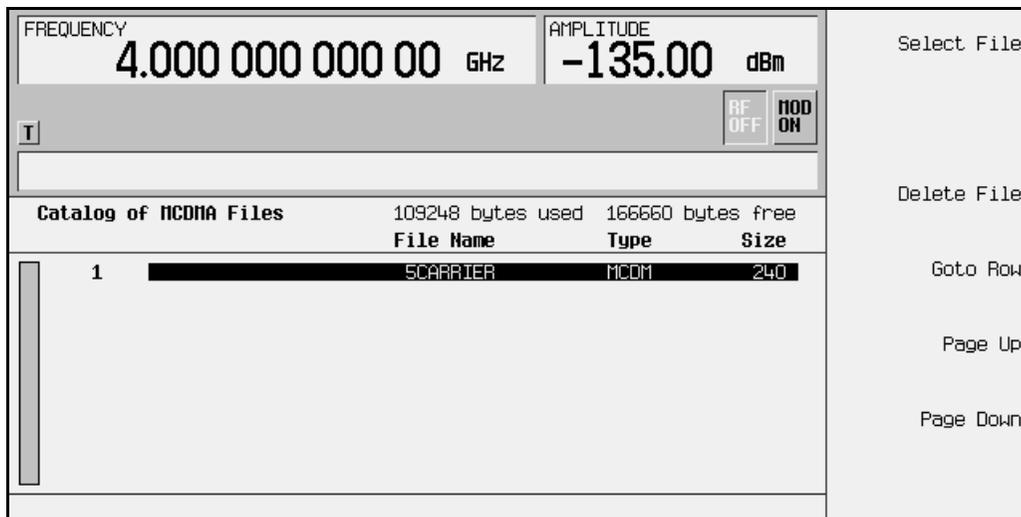 FREQUENCY
4.000 000 000 00 GHz
AMPLITUDE
-135.00 dBm
RF OFF
MOD ON
T
Catalog of MCDMA Files 109248 bytes used 166660 bytes free
File Name Type Size
1 5CARRIER MCDM 240
Select File
Delete File
Goto Row
Page Up
Page Down